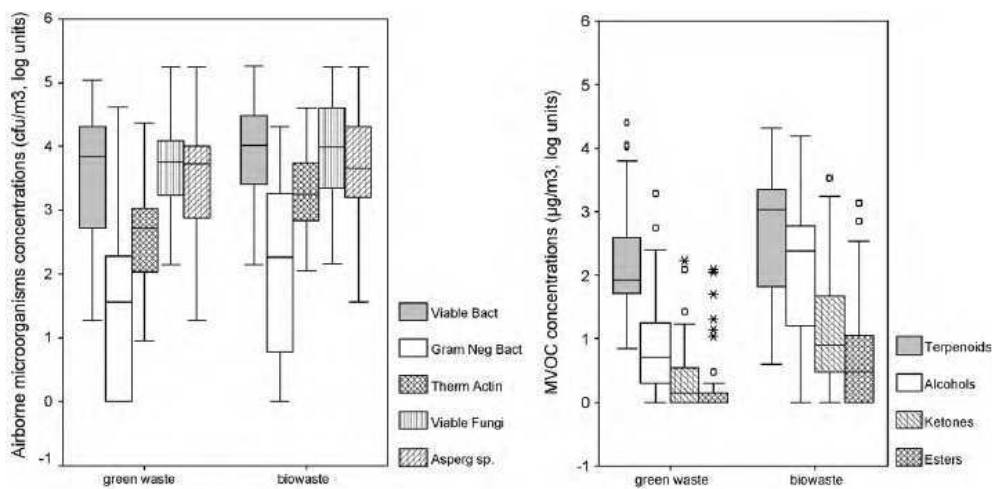 Airborne microorganisms concentrations (cfu/m3, log units)
6
5
4
3
2
1
0
-1
green waste
biowaste
Viable Bact
Gram Neg Bact
Therm Actin
Viable Fungi
Asperg sp.
MVOC concentrations (µg/m3, log units)
6
5
4
3
2
1
0
-1
green waste
biowaste
Terpenoids
Alcohols
Ketones
Esters